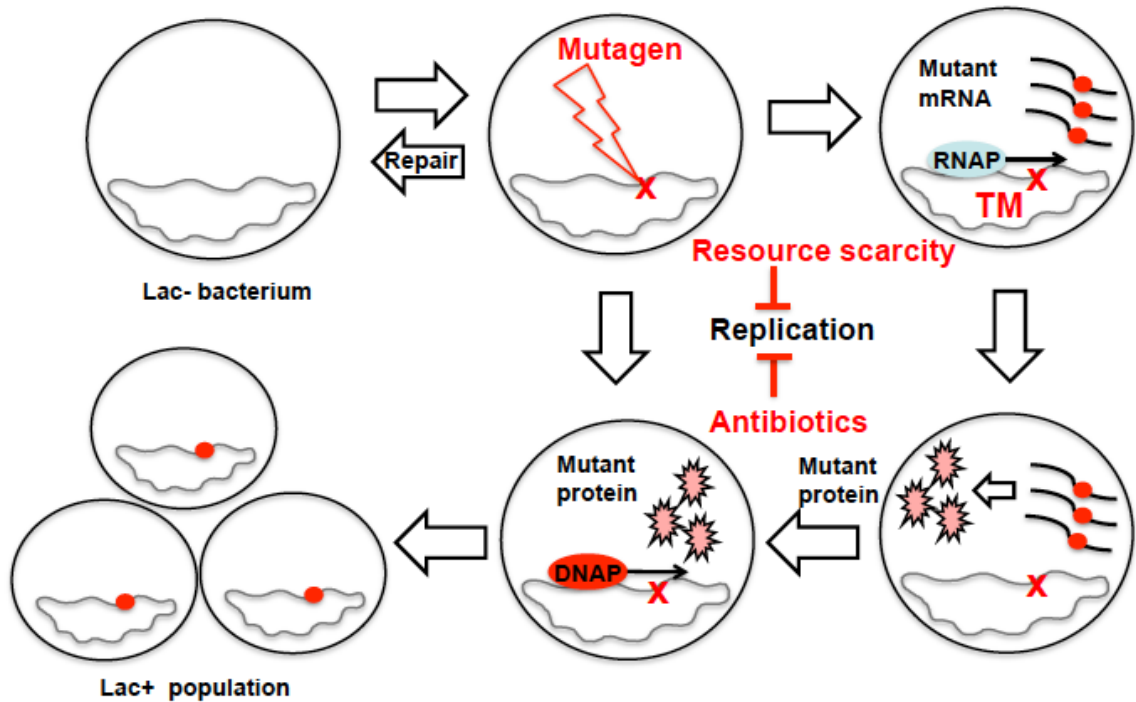 Mutagen
Mutant
mRNA
Repair
RNAP
X
X
TM
Resource scarcity
Lac- bacterium
Replication
Antibiotics
Mutant
protein
Mutant
protein
DNAP
X
X
Lac+ population